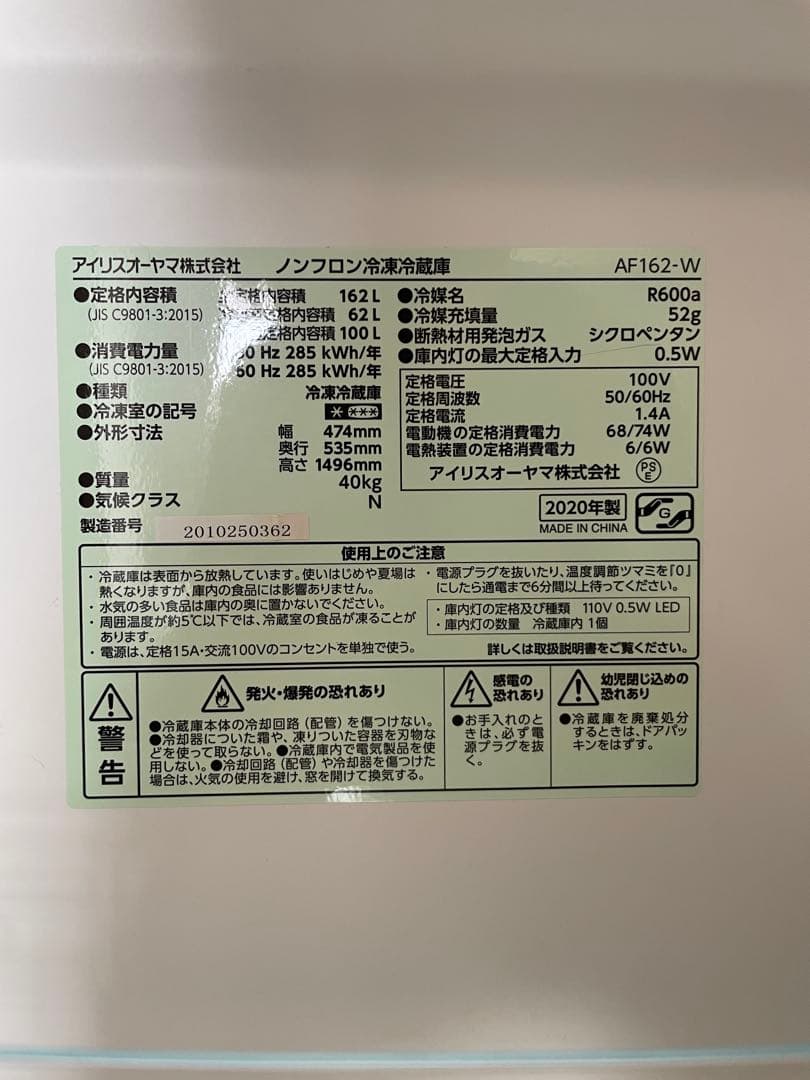 アイリスオーヤマ株式会社 ノンフロン冷凍冷蔵庫 AF162-W
●定格内容積 定格内容積 162 L
(JIS C9801-3:2015) 定格内容積 62 L
定格内容積 100 L
●消費電力量 50 Hz 285 kWh/年
(JIS C9801-3:2015) 60 Hz 285 kWh/年
●種類 冷凍冷蔵庫
●冷凍室の記号
●外形寸法 幅 474mm
奥行 535mm
高さ 1496mm
●質量 40kg
●気候クラス N
製造番号 2010250362
●冷媒名 R600a
●冷媒充填量 52g
●断熱材用発泡ガス シクロペンタン
●庫内灯の最大定格入力 0.5W
定格電圧 100V
定格周波数 50/60Hz
定格電流 1.4A
電動機の定格消費電力 68/74W
電熱装置の定格消費電力 6/6W
アイリスオーヤマ株式会社 PSE
2020年製
MADE IN CHINA
G
使用上のご注意
・冷蔵庫は表面から放熱しています。使いはじめや夏場は
熱くなりますが、庫内の食品には影響ありません。
・水気の多い食品は庫内の奥に置かないでください。
・周囲温度が約5℃以下では、冷蔵室の食品が凍ることが
あります。
・電源は、定格15A・交流100Vのコンセントを単独で使う。
・電源プラグを抜いたり、温度調節ツマミを「0」
にしたら通電まで6分間以上待ってください。
・庫内灯の定格及び種類 110V 0.5W LED
・庫内灯の数量 冷蔵庫内 1個
詳しくは取扱説明書をご覧ください。
警告
発火・爆発の恐れあり
●冷蔵庫本体の冷却回路(配管)を傷つけない。
●冷却器についた霜や、凍りついた容器を刃物な
どを使って取らない。●冷蔵庫内で電気製品を使
用しない。●冷却回路(配管)や冷却器を傷つけた
場合は、火気の使用を避け、窓を開けて換気する。
感電の
恐れあり
●お手入れのと
きは、必ず電
源プラグを抜
く。
幼児閉じ込めの
恐れあり
●冷蔵庫を廃棄処分
するときは、ドアパッ
キンをはずす。